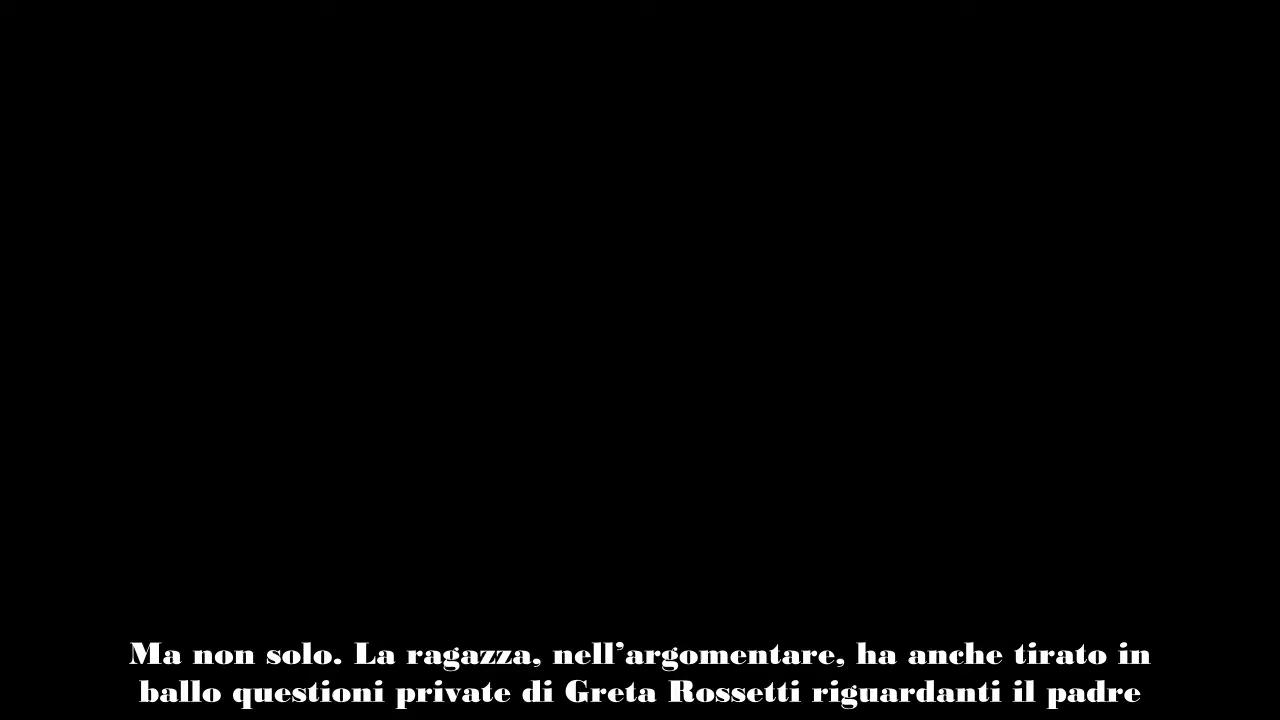 Ma non solo. La ragazza, nell’argomentare, ha anche tirato in
ballo questioni private di Greta Rossetti riguardanti il padre